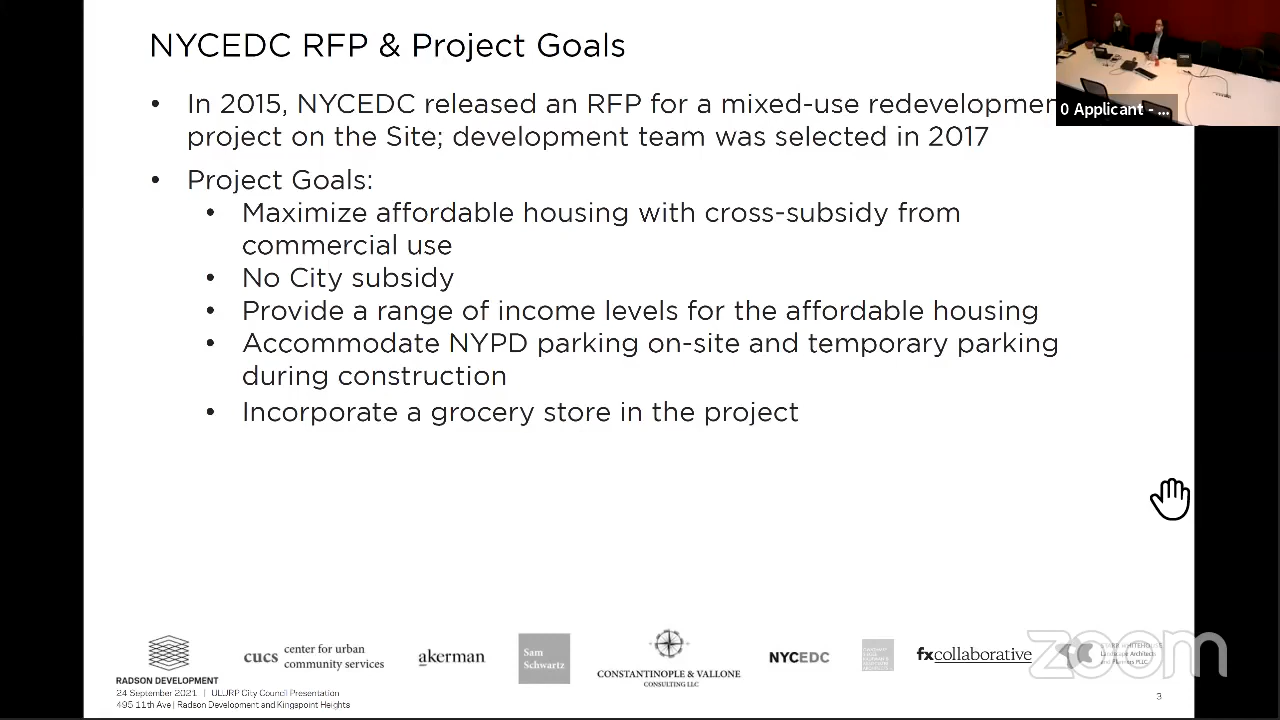 NYCEDC RFP & Project Goals
• In 2015, NYCEDC released an RFP for a mixed-use redevelopmen
project on the Site; development team was selected in 2017
• Project Goals:
• Maximize affordable housing with cross-subsidy from
commercial use
• No City subsidy
• Provide a range of income levels for the affordable housing
• Accommodate NYPD parking on-site and temporary parking
during construction
• Incorporate a grocery store in the project
0 Applicant - ...
RADSON DEVELOPMENT
cucs center for urban
community services
akerman
Sam
Schwartz
CONSTANTINOPLE & VALLONE
CONSULTING LLC
NYCEDC
fxcollaborative
Landscape Architects
and Planners PLLC
zoom
24 September 2021 | ULURP City Council Presentation
495 11th Ave | Radson Development and Kingspoint Heights
3